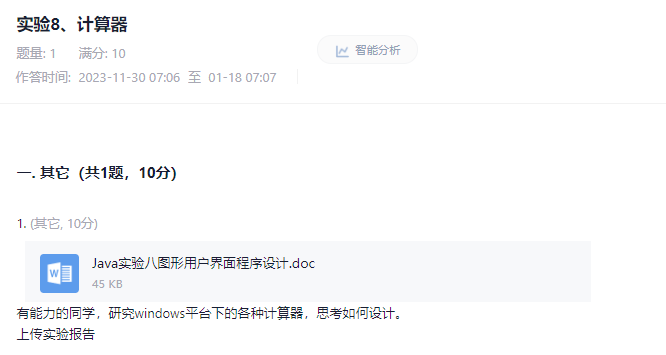 实验8、计算器
题量: 1 满分: 10
智能分析
作答时间: 2023-11-30 07:06 至 01-18 07:07
一. 其它（共1题，10分）
1. (其它, 10分)
W
Java实验八图形用户界面程序设计.doc
45 KB
有能力的同学，研究windows平台下的各种计算器，思考如何设计。
上传实验报告